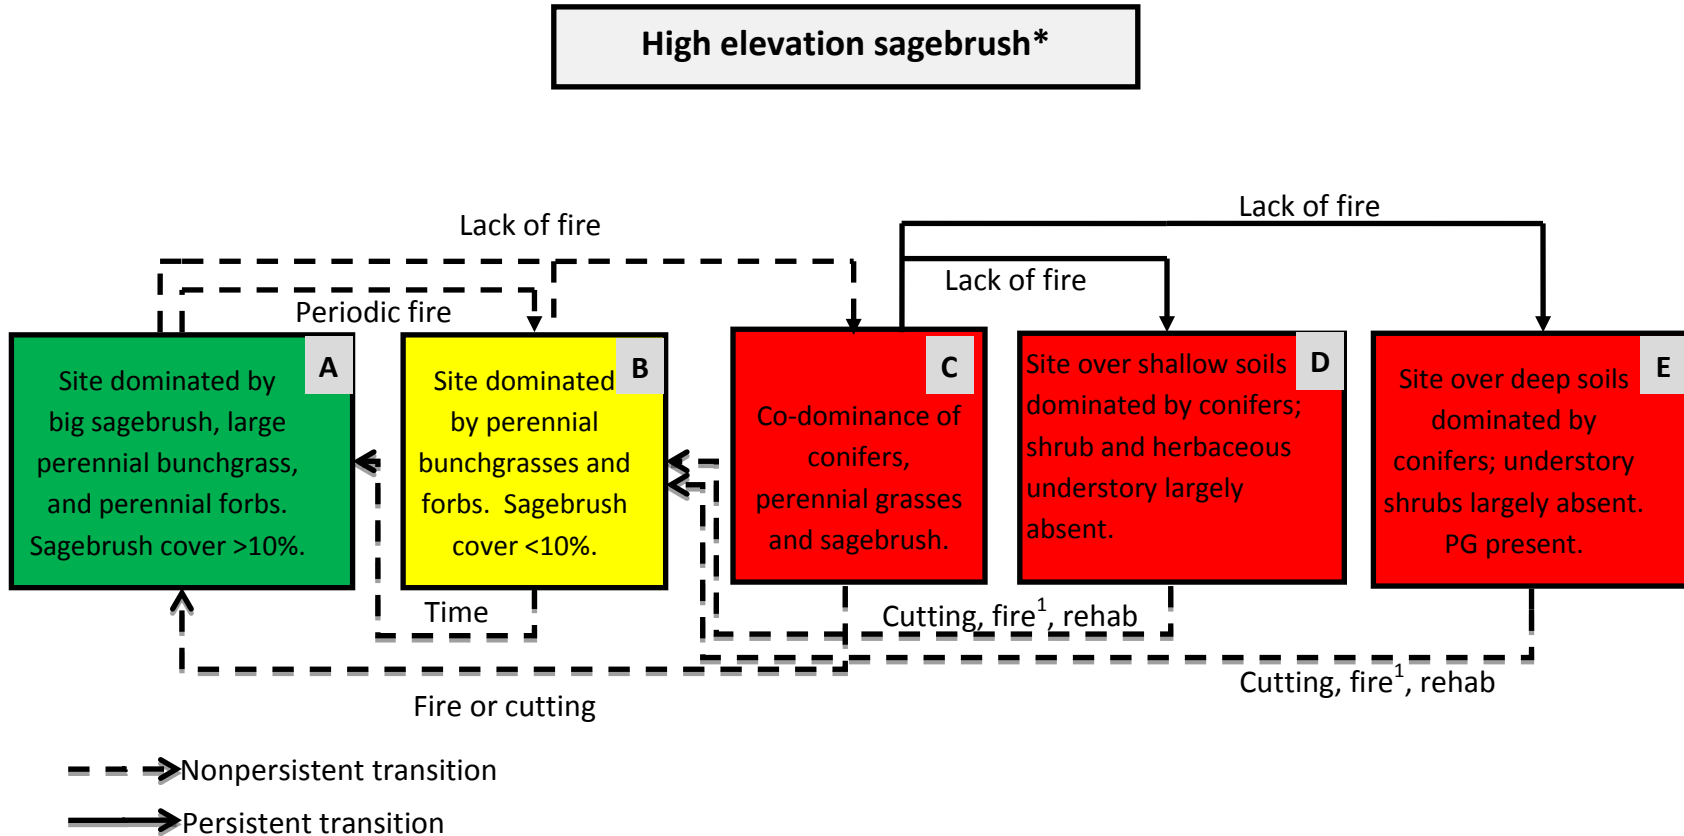 High elevation sagebrush*
Lack of fire
Lack of fire
Lack of fire
Periodic fire
A
Site dominated by
big sagebrush, large
perennial bunchgrass,
and perennial forbs.
Sagebrush cover >10%.
B
Site dominated
by perennial
bunchgrasses and
forbs.  Sagebrush
cover <10%.
C
Co-dominance of
conifers,
perennial grasses
and sagebrush.
D
Site over shallow soils
dominated by conifers;
shrub and herbaceous
understory largely
absent.
E
Site over deep soils
dominated by
conifers; understory
shrubs largely absent.
PG present.
Time
Cutting, fire¹, rehab
Cutting, fire¹, rehab
Fire or cutting
Nonpersistent transition
Persistent transition